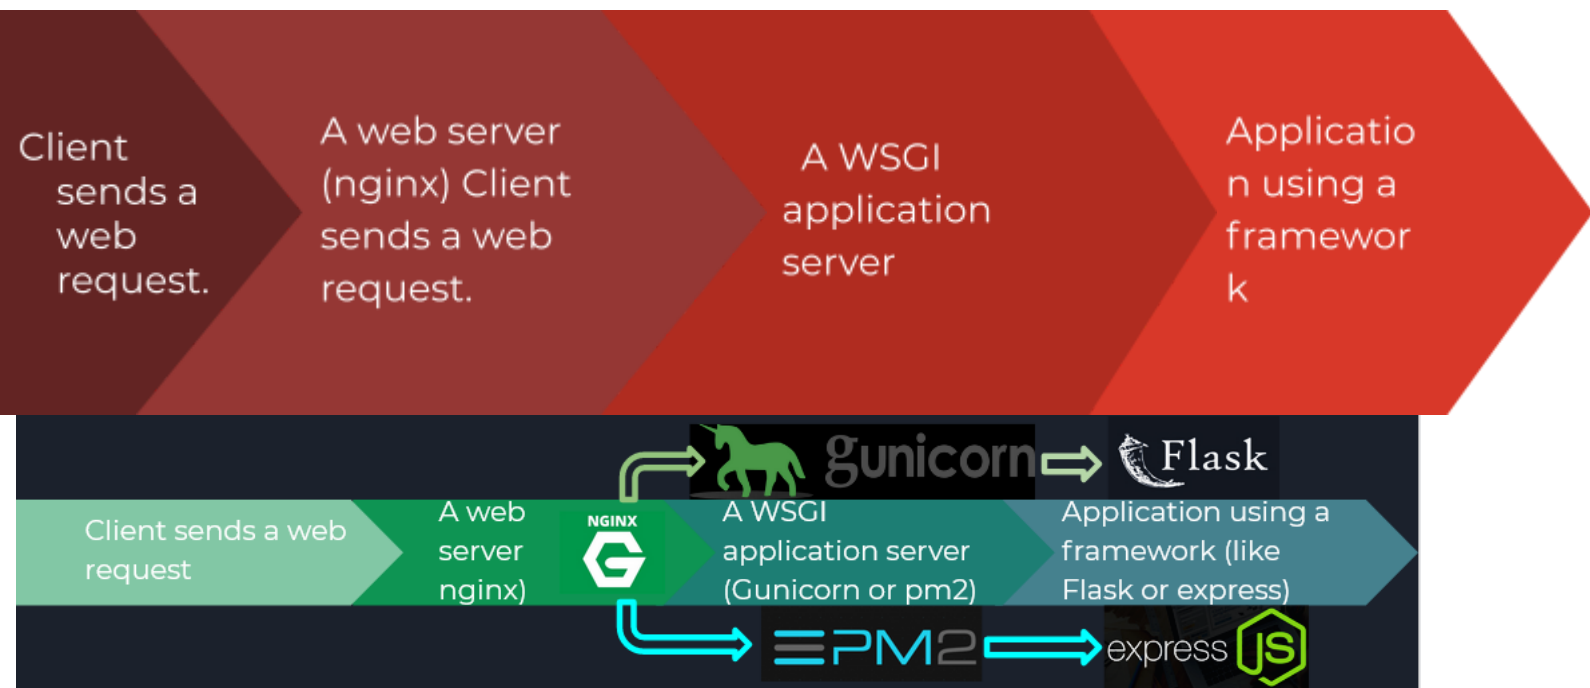 Client
sends a
web
request.
A web server
(nginx) Client
sends a web
request.
A WSGI
application
server
Applicatio
n using a
framewor
k
gunicorn
Flask
Client sends a web
request
A web
server
nginx)
NGINX
G
A WSGI
application server
(Gunicorn or pm2)
Application using a
framework (like
Flask or express)
PM2
express
JS